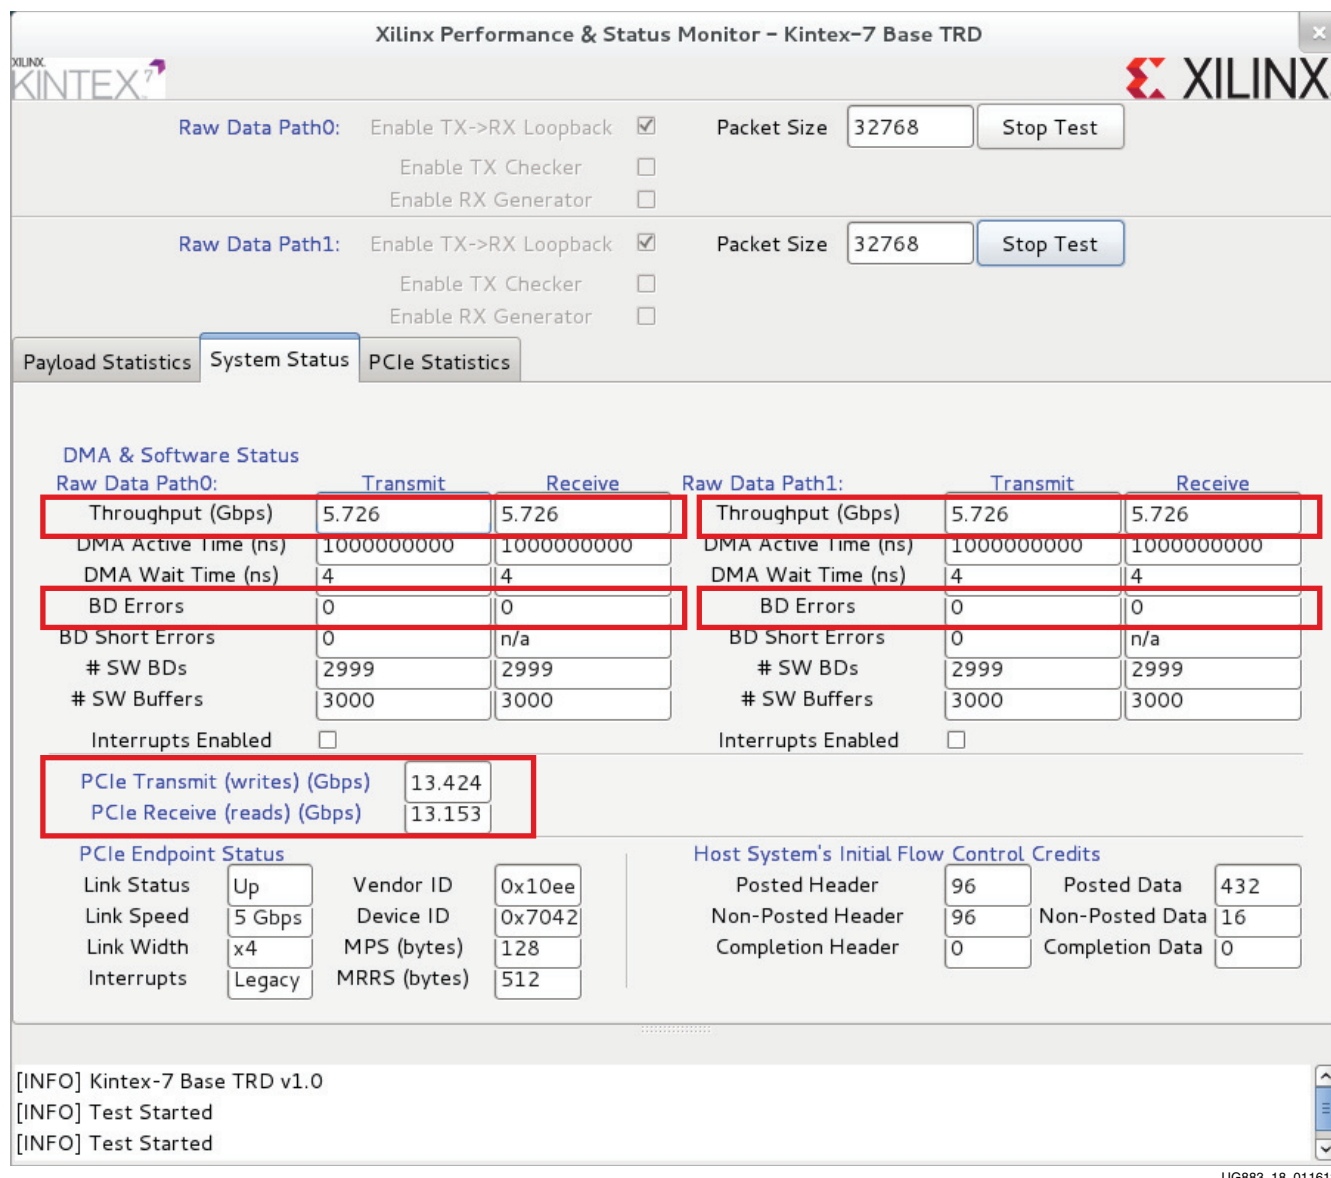 Xilinx Performance & Status Monitor - Kintex-7 Base TRD
XILINX
KINTEX 7
XILINX
Raw Data Path0: Enable TX->RX Loopback Packet Size 32768 Stop Test
Enable TX Checker
Enable RX Generator
Raw Data Path1: Enable TX->RX Loopback Packet Size 32768 Stop Test
Enable TX Checker
Enable RX Generator
Payload Statistics System Status PCIe Statistics
DMA & Software Status
Raw Data Path0: Transmit Receive Raw Data Path1: Transmit Receive
Throughput (Gbps) 5.726 5.726 Throughput (Gbps) 5.726 5.726
DMA Active Time (ns) 1000000000 1000000000 DMA Active Time (ns) 1000000000 1000000000
DMA Wait Time (ns) 4 4 DMA Wait Time (ns) 4 4
BD Errors 0 0 BD Errors 0 0
BD Short Errors 0 n/a BD Short Errors 0 n/a
# SW BDs 2999 2999 # SW BDs 2999 2999
# SW Buffers 3000 3000 # SW Buffers 3000 3000
Interrupts Enabled Interrupts Enabled
PCIe Transmit (writes) (Gbps) 13.424
PCIe Receive (reads) (Gbps) 13.153
PCIe Endpoint Status Host System's Initial Flow Control Credits
Link Status Up Vendor ID 0x10ee Posted Header 96 Posted Data 432
Link Speed 5 Gbps Device ID 0x7042 Non-Posted Header 96 Non-Posted Data 16
Link Width x4 MPS (bytes) 128 Completion Header 0 Completion Data 0
Interrupts Legacy MRRS (bytes) 512
[INFO] Kintex-7 Base TRD v1.0
[INFO] Test Started
[INFO] Test Started